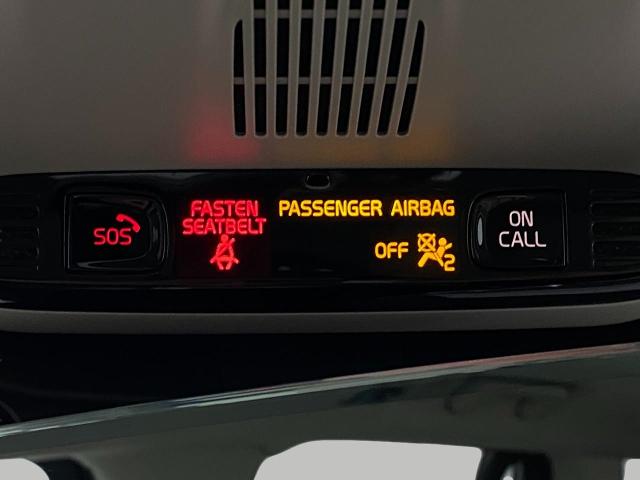 SOS
FASTEN
SEATBELT
PASSENGER AIRBAG
OFF 2
ON
CALL